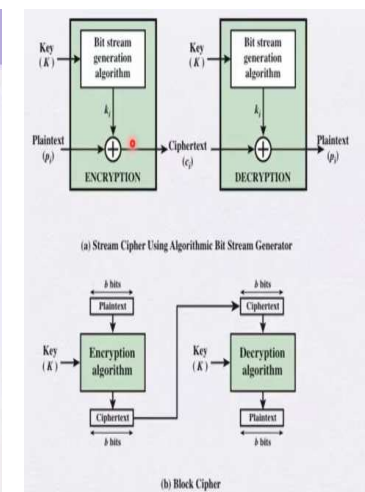 Key
(K)
Bit stream
generation
algorithm
Key
(K)
Bit stream
generation
algorithm
k_i
k_i
Plaintext
(p_i)
+
ENCRYPTION
Ciphertext
(c_i)
+
DECRYPTION
Plaintext
(p_i)
(a) Stream Cipher Using Algorithmic Bit Stream Generator
b bits
Plaintext
Key
(K)
Encryption
algorithm
Ciphertext
b bits
b bits
Ciphertext
Key
(K)
Decryption
algorithm
Plaintext
b bits
(b) Block Cipher